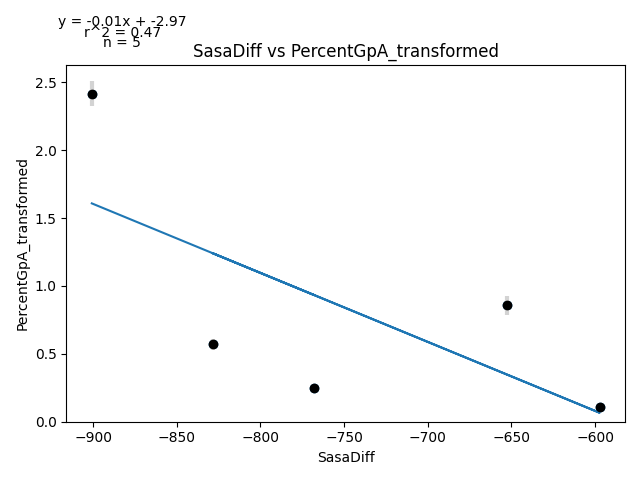 y = -0.01x + -2.97
r^2 = 0.47
n = 5
SasaDiff vs PercentGpA_transformed
2.5
2.0
1.5
1.0
0.5
0.0
PercentGpA_transformed
−900
−850
−800
−750
−700
−650
−600
SasaDiff